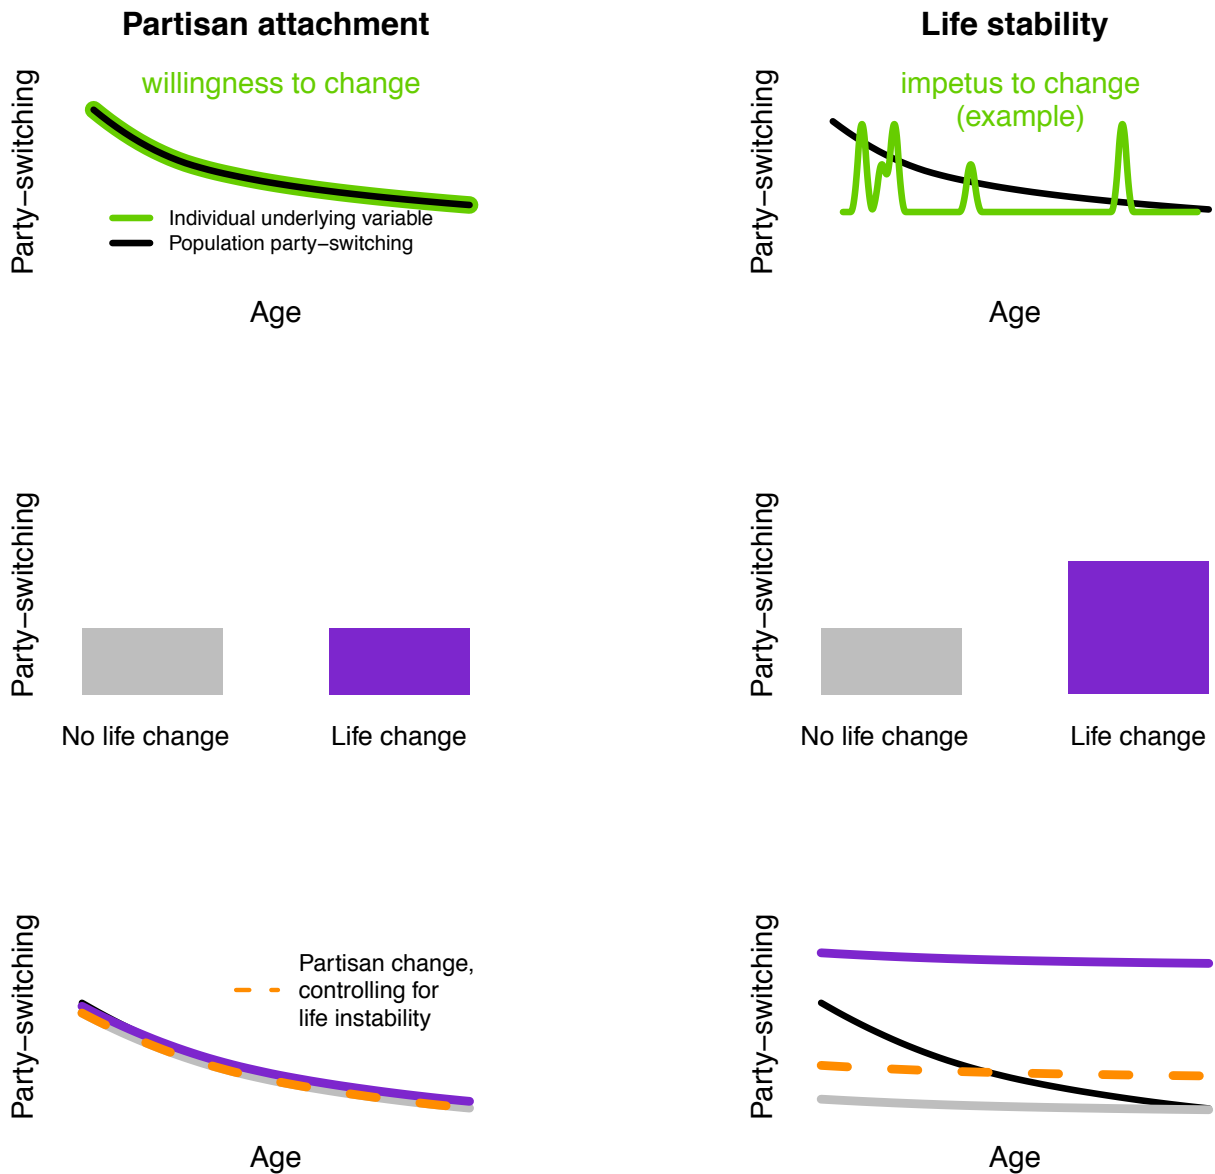 Partisan attachment
Life stability
Party−switching
willingness to change
Individual underlying variable
Population party−switching
Age
Party−switching
impetus to change
(example)
Age
Party−switching
No life change
Life change
Party−switching
No life change
Life change
Party−switching
Partisan change,
controlling for
life instability
Age
Party−switching
Age